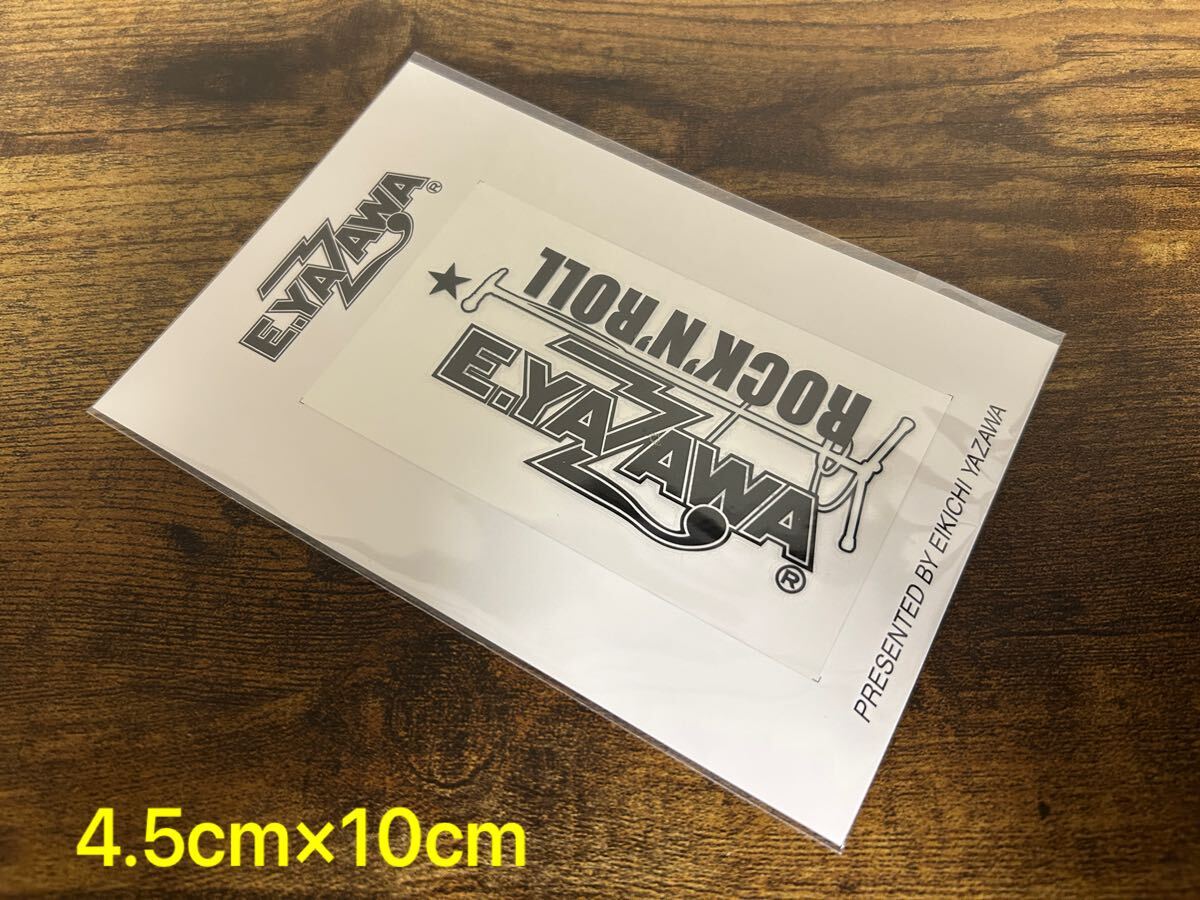 E.YAZAWA®
ROCK'N'ROLL
E.YAZAWA®
PRESENTED BY EIKICHI YAZAWA
4.5cm×10cm